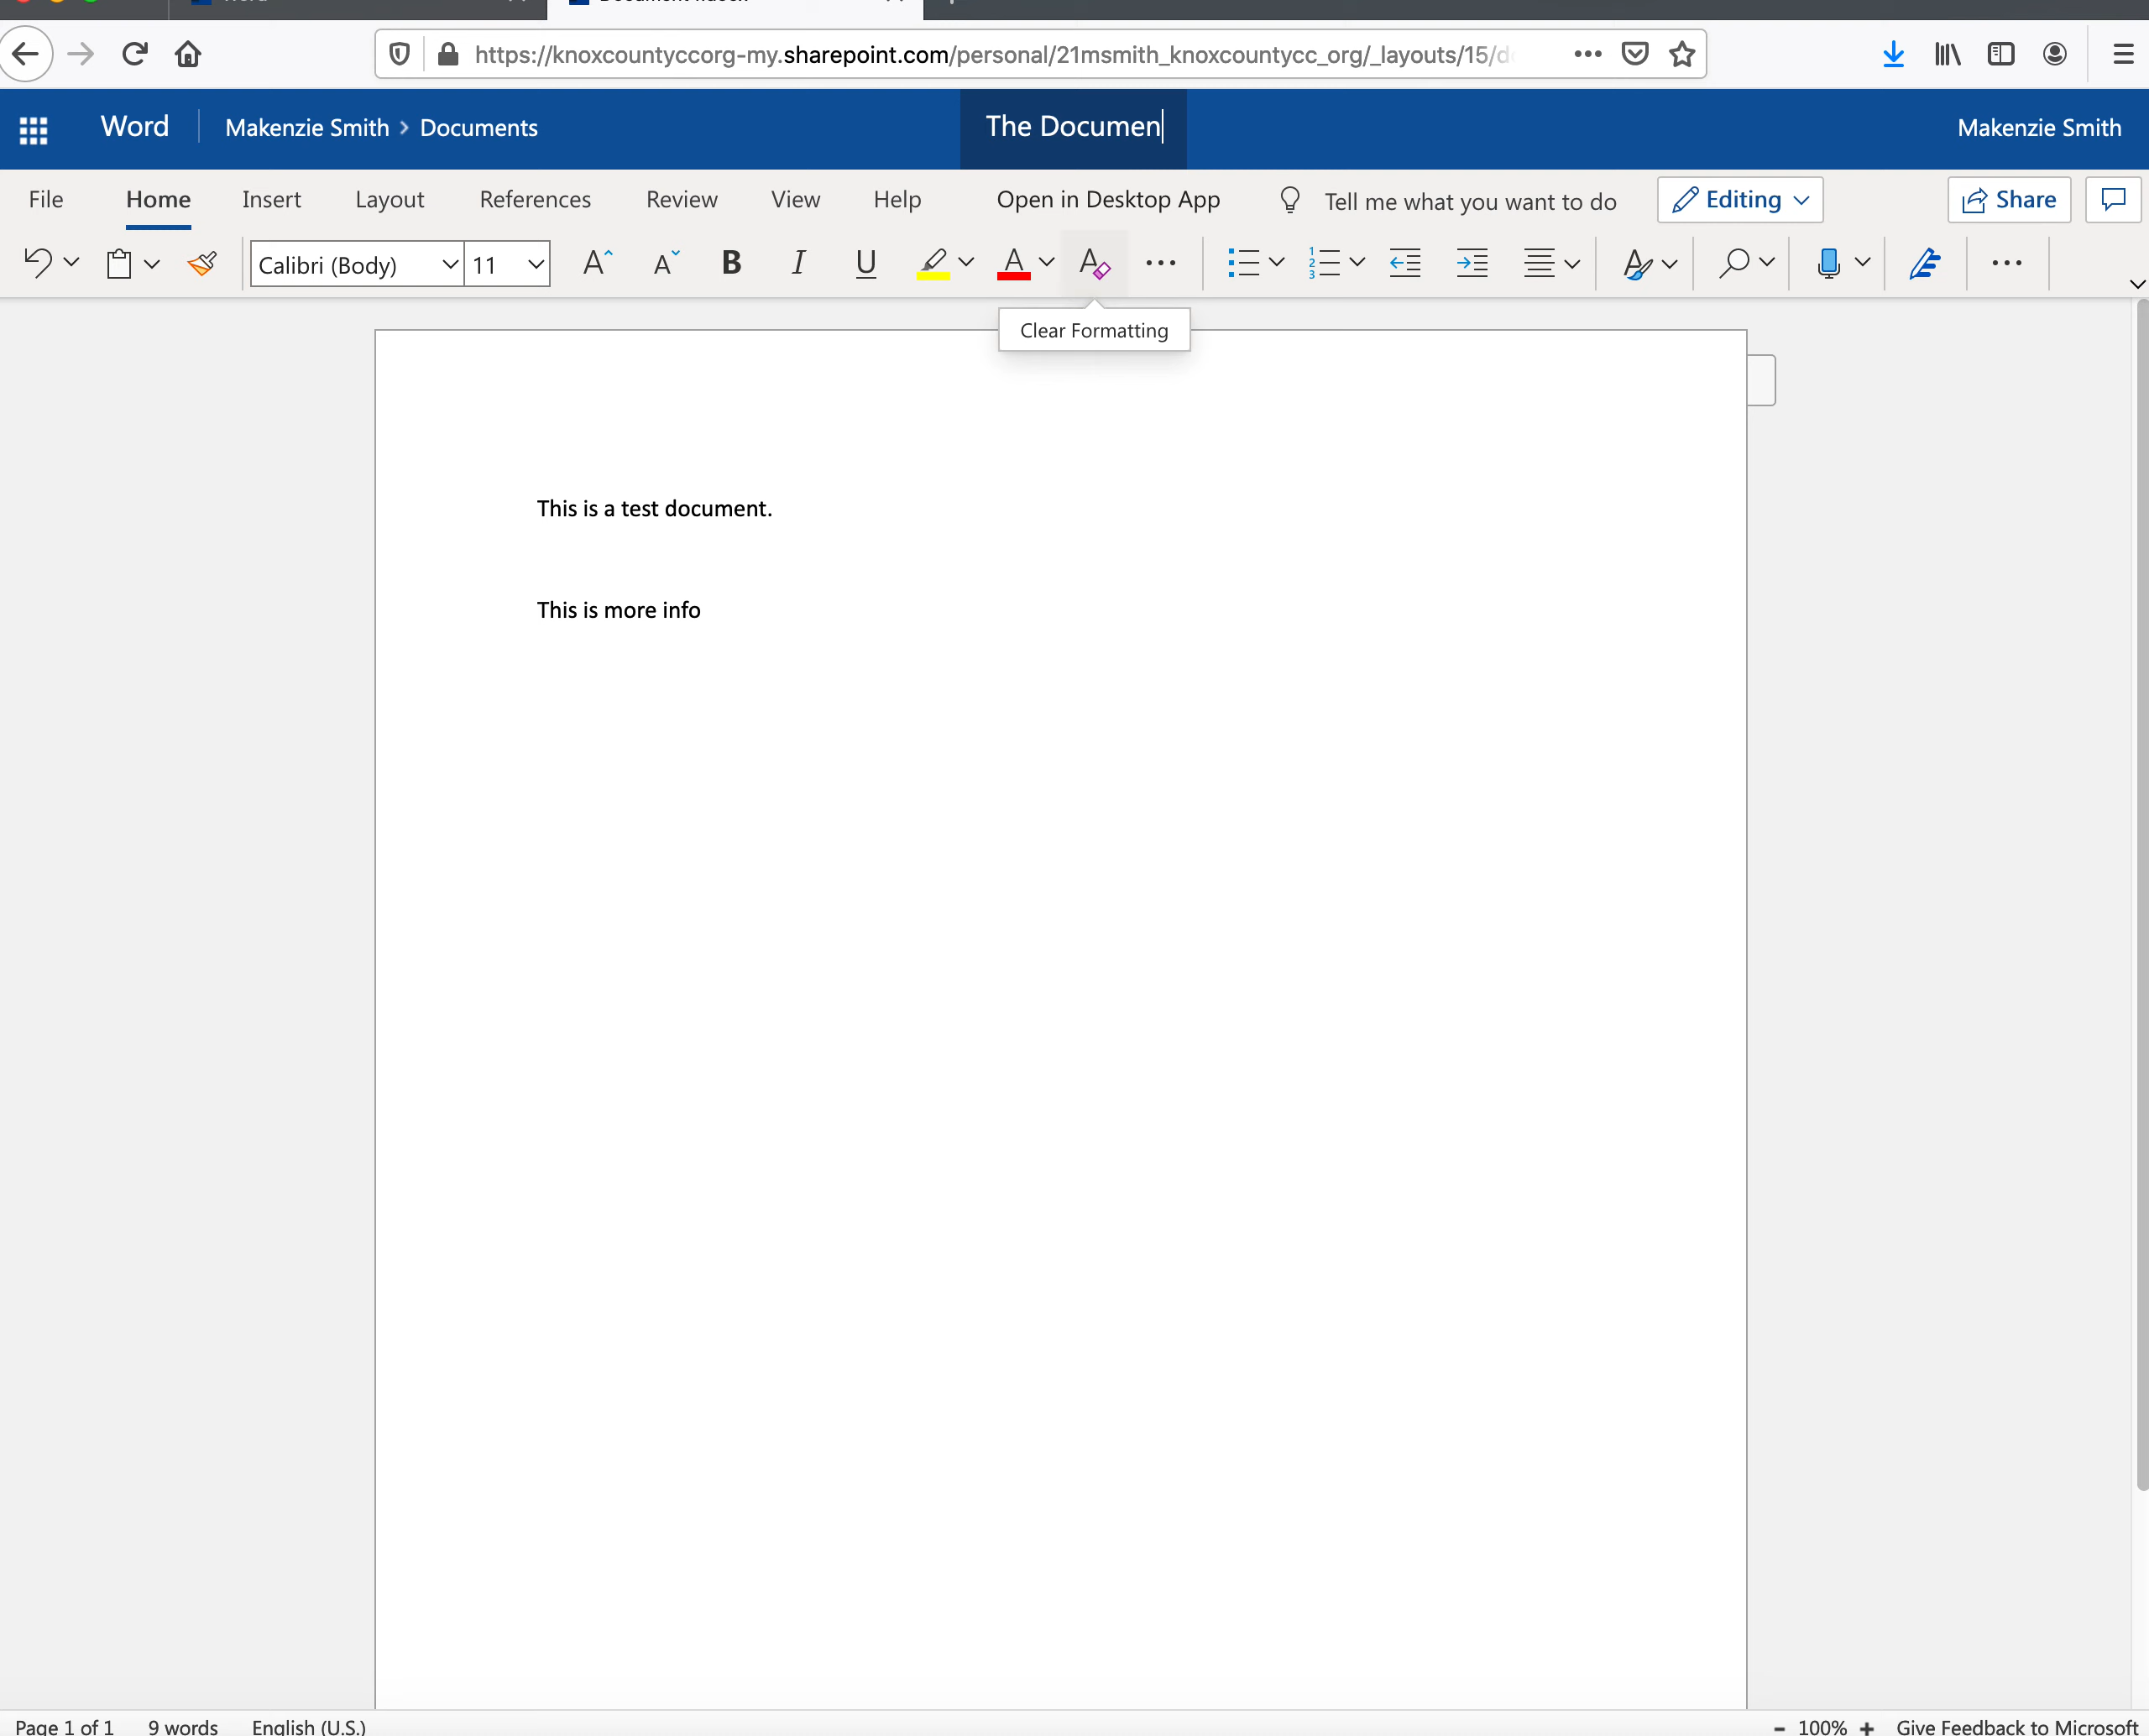 https://knoxcountyccorg-my.sharepoint.com/personal/21msmith_knoxcountycc_org/_layouts/15/d
Word Makenzie Smith > Documents The Documen Makenzie Smith
File Home Insert Layout References Review View Help Open in Desktop App Tell me what you want to do Editing Share
Calibri (Body) 11 A A B I U A A
Clear Formatting
This is a test document.
This is more info
Page 1 of 1 9 words English (U.S.) - 100% + Give Feedback to Microsoft